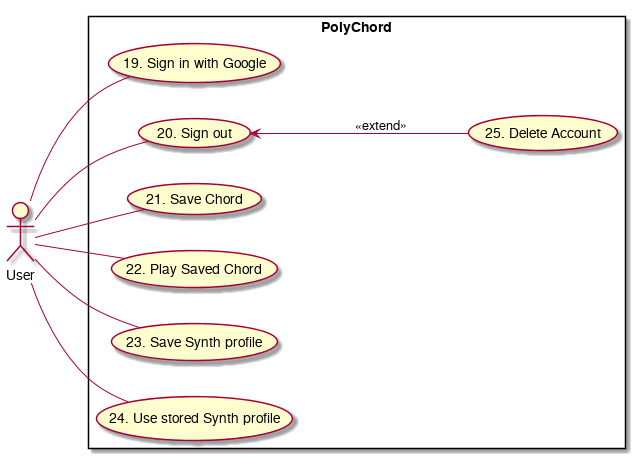 PolyChord
19. Sign in with Google
20. Sign out
«extend»
25. Delete Account
21. Save Chord
22. Play Saved Chord
User
23. Save Synth profile
24. Use stored Synth profile